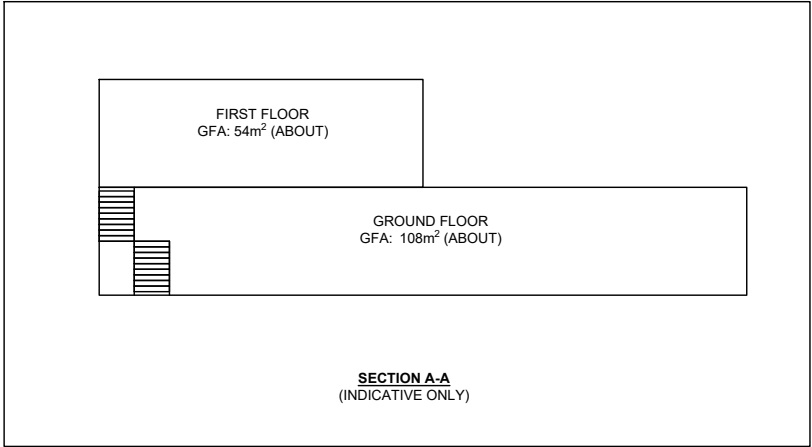 FIRST FLOOR
GFA: 54m² (ABOUT)
GROUND FLOOR
GFA: 108m² (ABOUT)
SECTION A-A
(INDICATIVE ONLY)